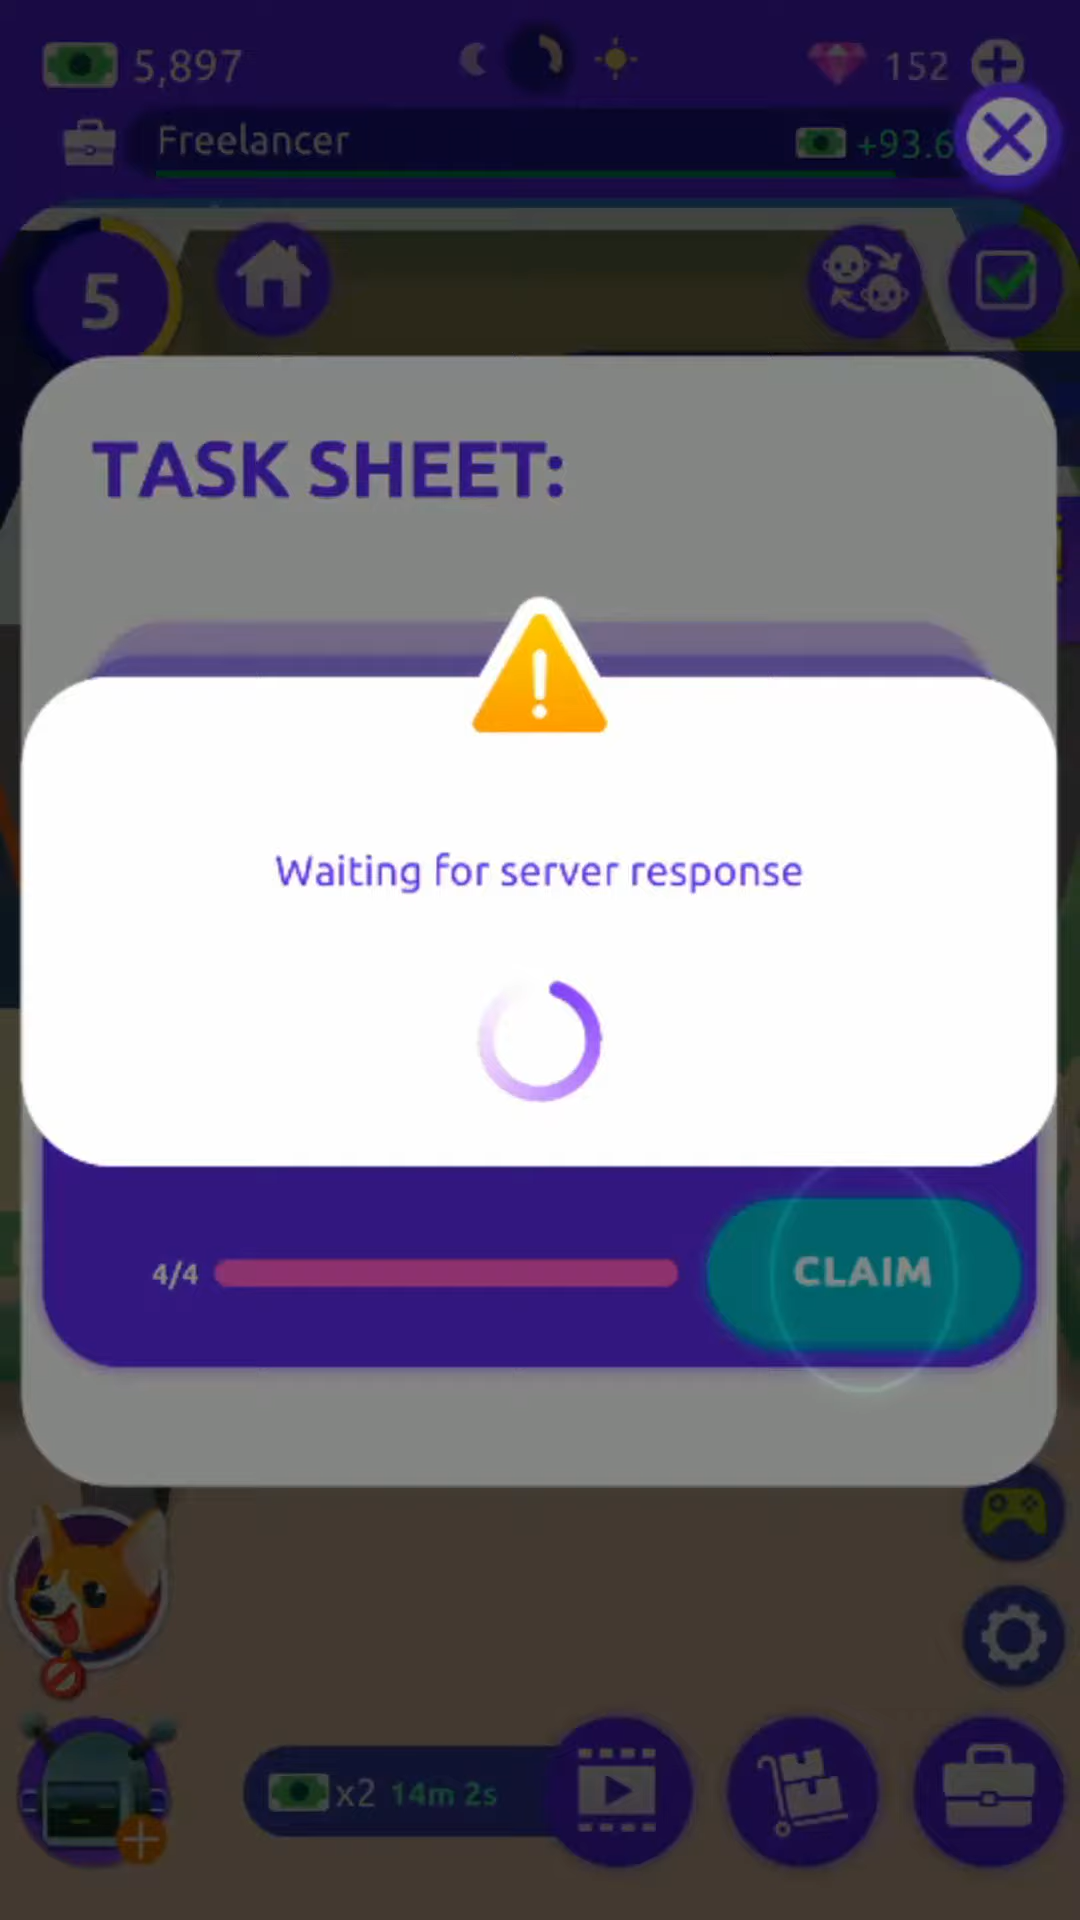 5,897
152
Freelancer
+93.6
5
TASK SHEET:
Waiting for server response
4/4
CLAIM
x2 14m 2s